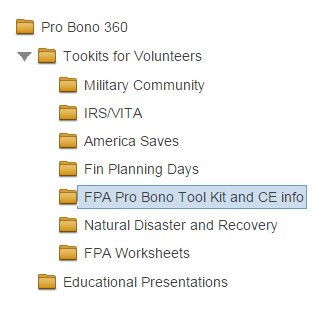 Pro Bono 360
Tookits for Volunteers
Military Community
IRS/VITA
America Saves
Fin Planning Days
FPA Pro Bono Tool Kit and CE info
Natural Disaster and Recovery
FPA Worksheets
Educational Presentations